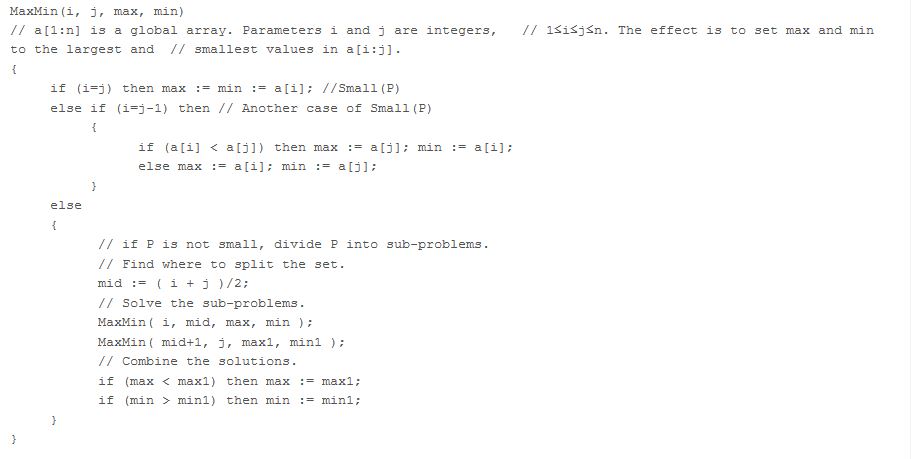 MaxMin(i, j, max, min)
// a[1:n] is a global array. Parameters i and j are integers,   // 1≤i≤j≤n. The effect is to set max and min
to the largest and  // smallest values in a[i:j].
{
if (i=j) then max := min := a[i]; //Small(P)
else if (i=j-1) then // Another case of Small(P)
{
if (a[i] < a[j]) then max := a[j]; min := a[i];
else max := a[i]; min := a[j];
}
else
{
// if P is not small, divide P into sub-problems.
// Find where to split the set.
mid := ( i + j )/2;
// Solve the sub-problems.
MaxMin( i, mid, max, min );
MaxMin( mid+1, j, max1, min1 );
// Combine the solutions.
if (max < max1) then max := max1;
if (min > min1) then min := min1;
}
}